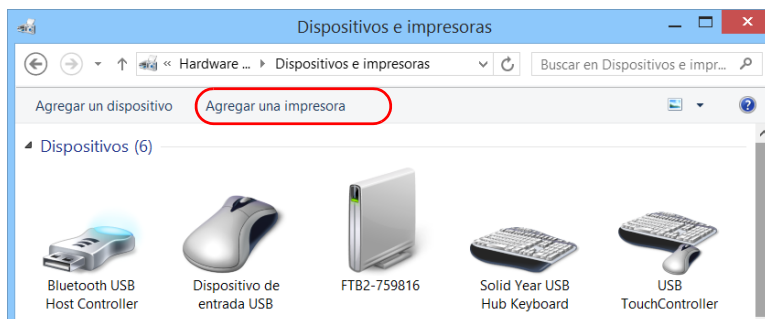 Dispositivos e impresoras
« Hardware ... Dispositivos e impresoras
Buscar en Dispositivos e impr...
Agregar un dispositivo
Agregar una impresora
Dispositivos (6)
Bluetooth USB
Host Controller
Dispositivo de
entrada USB
FTB2-759816
Solid Year USB
Hub Keyboard
USB
TouchController